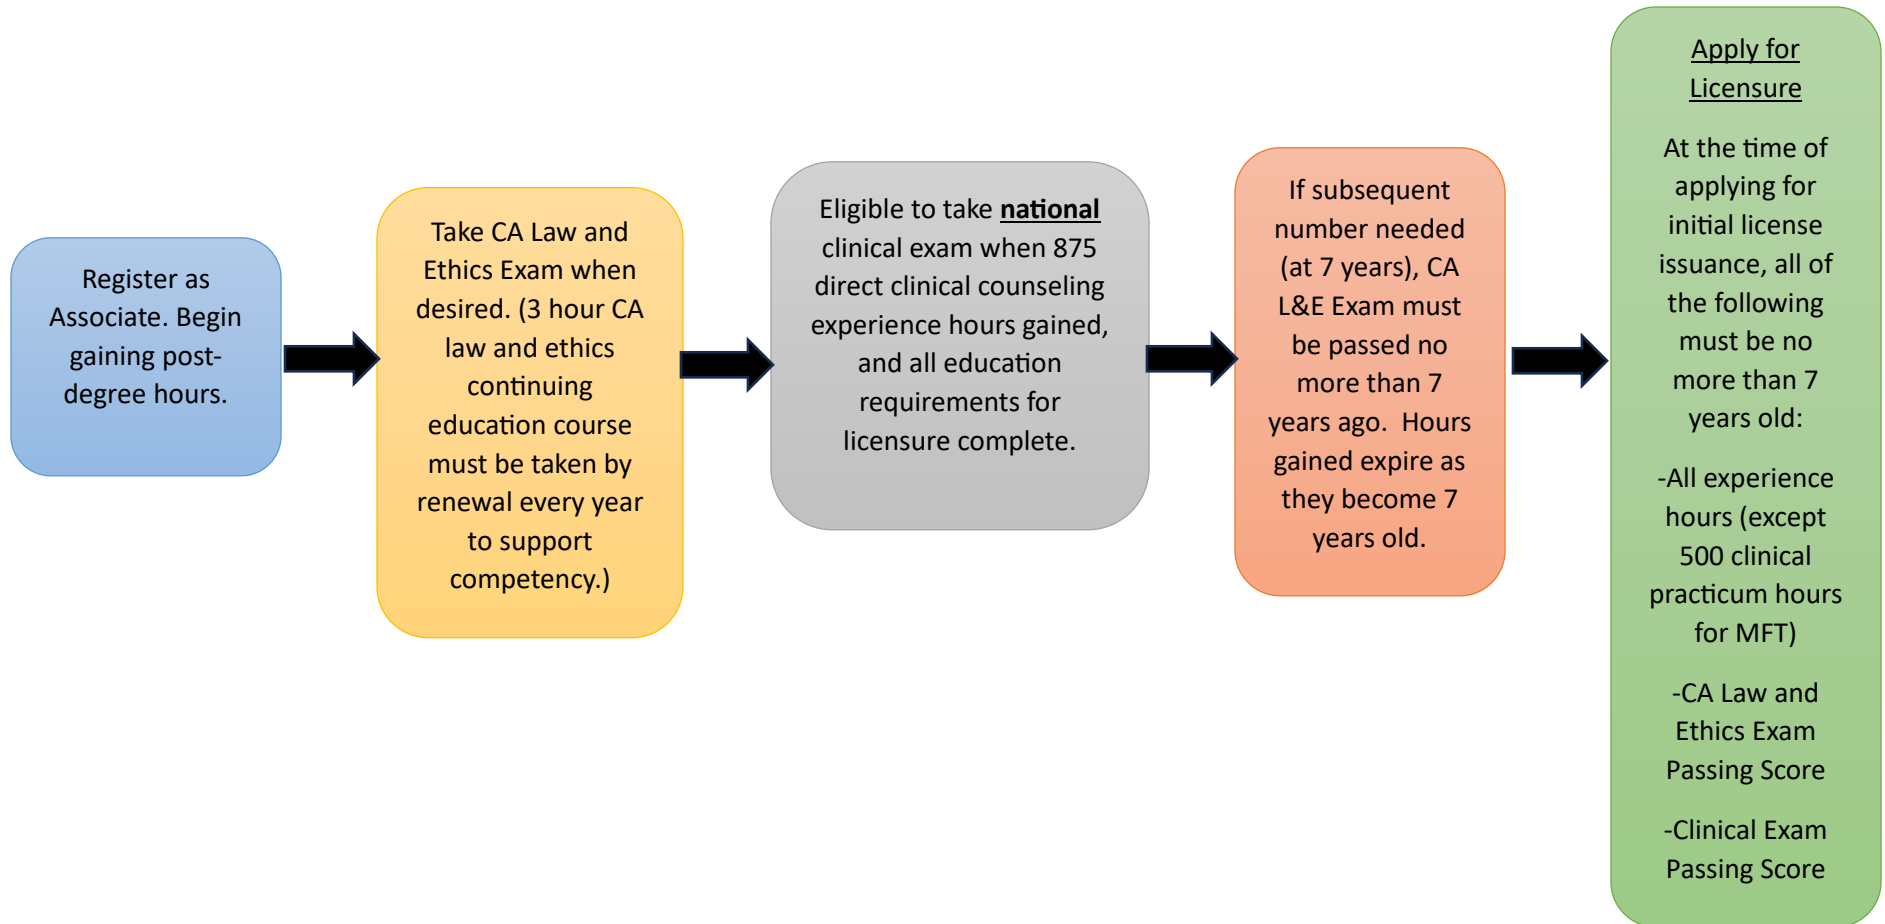 Register as
Associate. Begin
gaining post-
degree hours.
Take CA Law and
Ethics Exam when
desired. (3 hour CA
law and ethics
continuing
education course
must be taken by
renewal every year
to support
competency.)
Eligible to take national
clinical exam when 875
direct clinical counseling
experience hours gained,
and all education
requirements for
licensure complete.
If subsequent
number needed
(at 7 years), CA
L&E Exam must
be passed no
more than 7
years ago.  Hours
gained expire as
they become 7
years old.
Apply for
Licensure
At the time of
applying for
initial license
issuance, all of
the following
must be no
more than 7
years old:
-All experience
hours (except
500 clinical
practicum hours
for MFT)
-CA Law and
Ethics Exam
Passing Score
-Clinical Exam
Passing Score